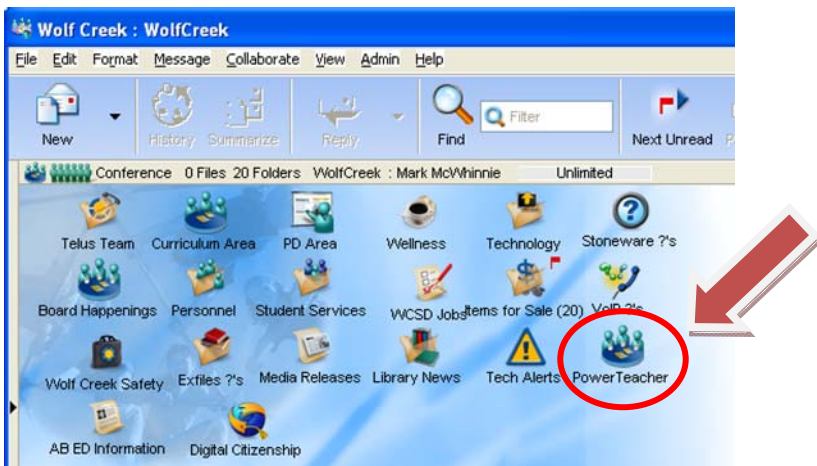 Wolf Creek : WolfCreek
File Edit Format Message Collaborate View Admin Help
Filter
New History Summarize Reply Find Next Unread
Conference 0 Files 20 Folders WolfCreek : Mark McWhinnie Unlimited
Telus Team Curriculum Area PD Area Wellness Technology Stoneware ?'s
Board Happenings Personnel Student Services WCSD Jobs Items for Sale (20) VoIP ?'s
Wolf Creek Safety Exfiles ?'s Media Releases Library News Tech Alerts PowerTeacher
AB ED Information Digital Citizenship